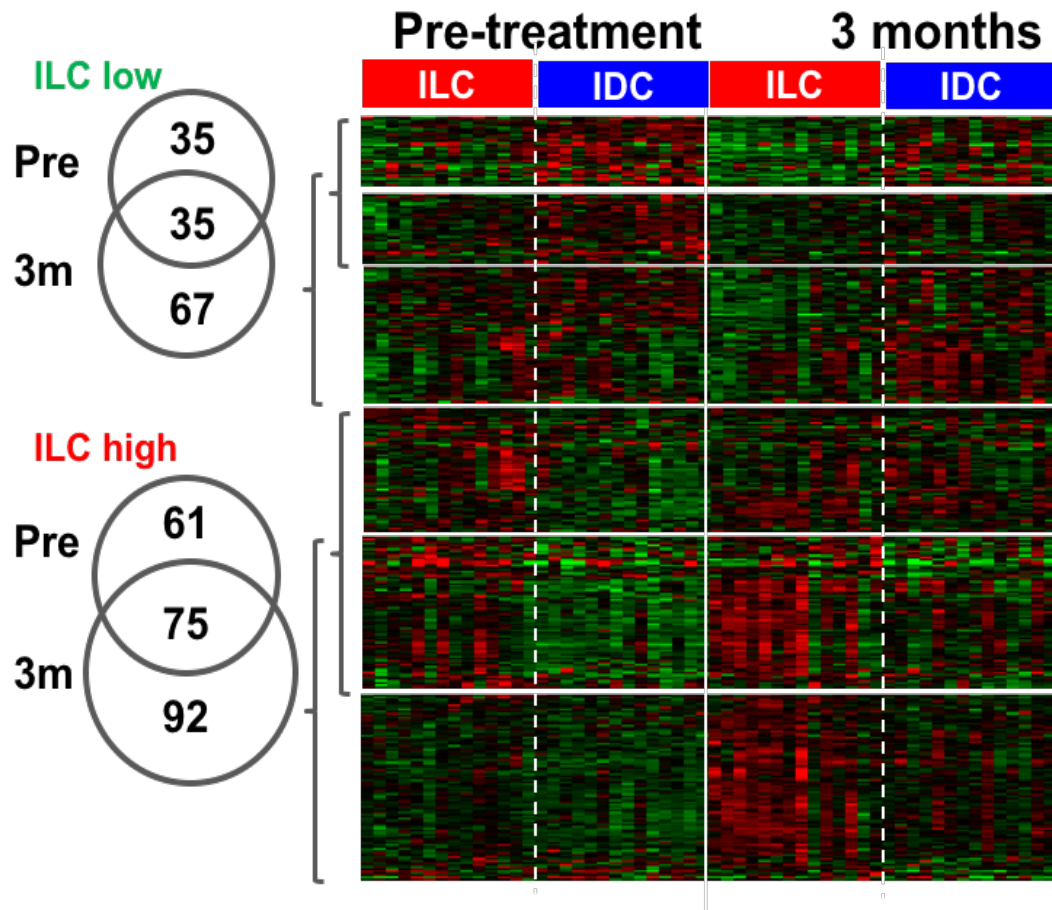 Pre-treatment 3 months
ILC IDC ILC IDC
ILC low
Pre
35
35
3m
67
ILC high
Pre
61
75
3m
92